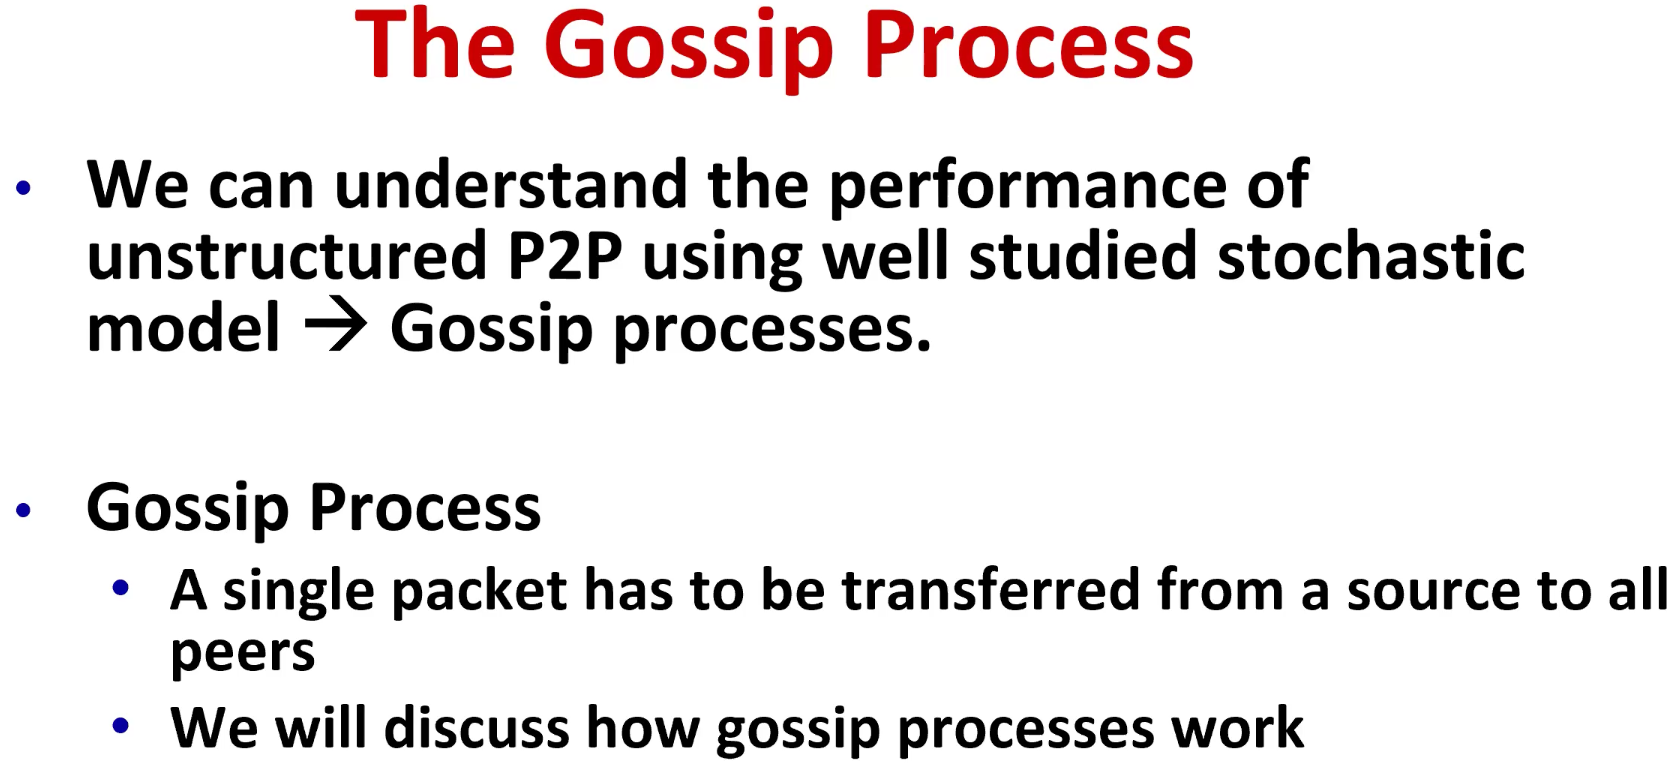 The Gossip Process
• We can understand the performance of
unstructured P2P using well studied stochastic
model → Gossip processes.
• Gossip Process
• A single packet has to be transferred from a source to all
peers
• We will discuss how gossip processes work